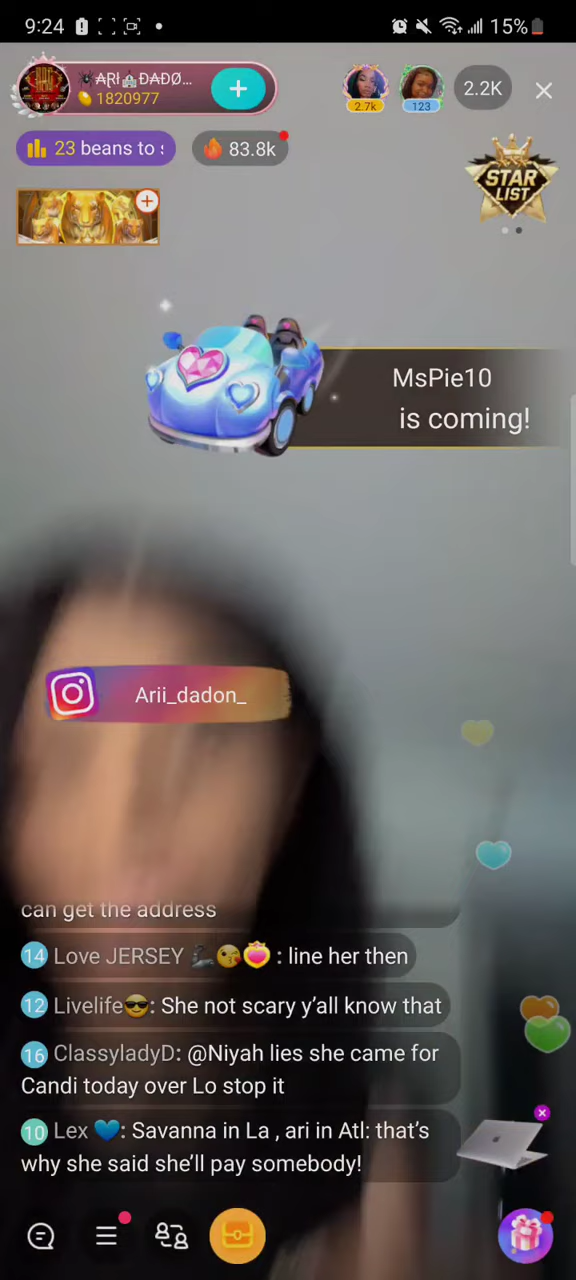 9:24
15%
ꞦƗ ĐȺĐØ...
1820977
2.7k
123
2.2K
23 beans to
83.8k
STAR
LIST
MsPie10
is coming!
Arii_dadon_
can get the address
14 Love JERSEY 🦾😘 : line her then
12 Livelife😎: She not scary y'all know that
16 ClassyladyD: @Niyah lies she came for
Candi today over Lo stop it
10 Lex 💙: Savanna in La , ari in Atl: that's
why she said she'll pay somebody!